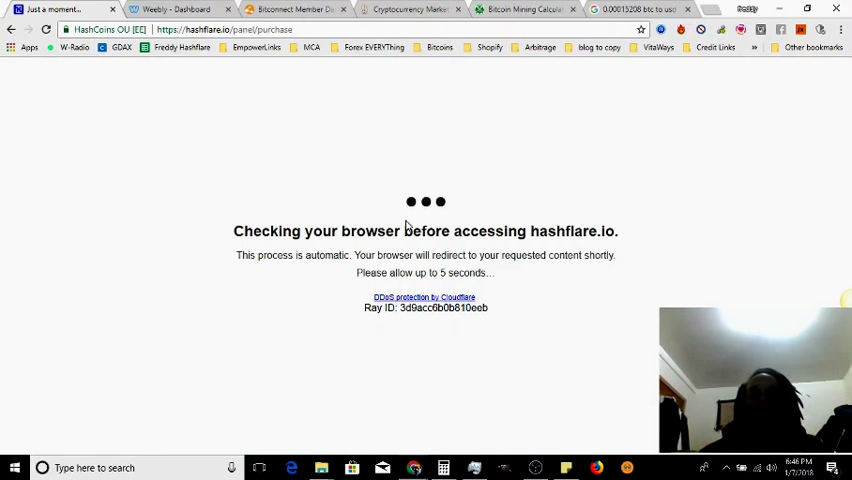 Just a moment...
Weebly - Dashboard
Bitconnect Member Da
Cryptocurrency Market
Bitcoin Mining Calculat
0.00015208 btc to usd
freddy
HashCoins OU [EE]
https://hashflare.io/panel/purchase
Apps
W-Radio
GDAX
Freddy Hashflare
EmpowerLinks
MCA
Forex EVERYthing
Bitcoins
Shopify
Arbitrage
blog to copy
VitaWays
Credit Links
Other bookmarks
Checking your browser before accessing hashflare.io.
This process is automatic. Your browser will redirect to your requested content shortly.
Please allow up to 5 seconds...
DDoS protection by Cloudflare
Ray ID: 3d9acc6b0b810eeb
Type here to search
6:46 PM
1/7/2018